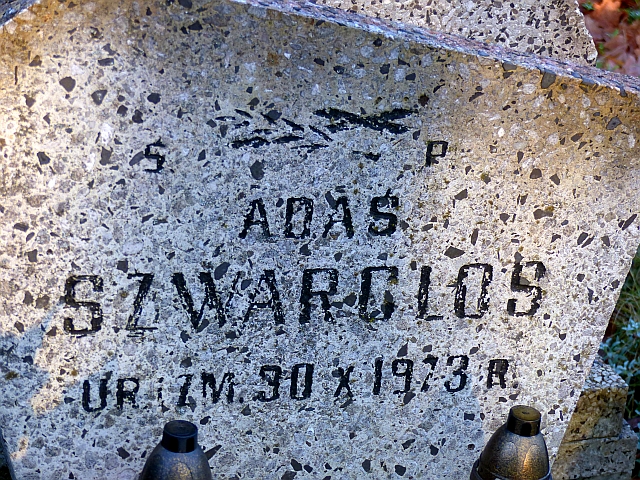 S P
ADAŚ
SZWARGLOS
UR. I ZM. 30 X 1973 R.